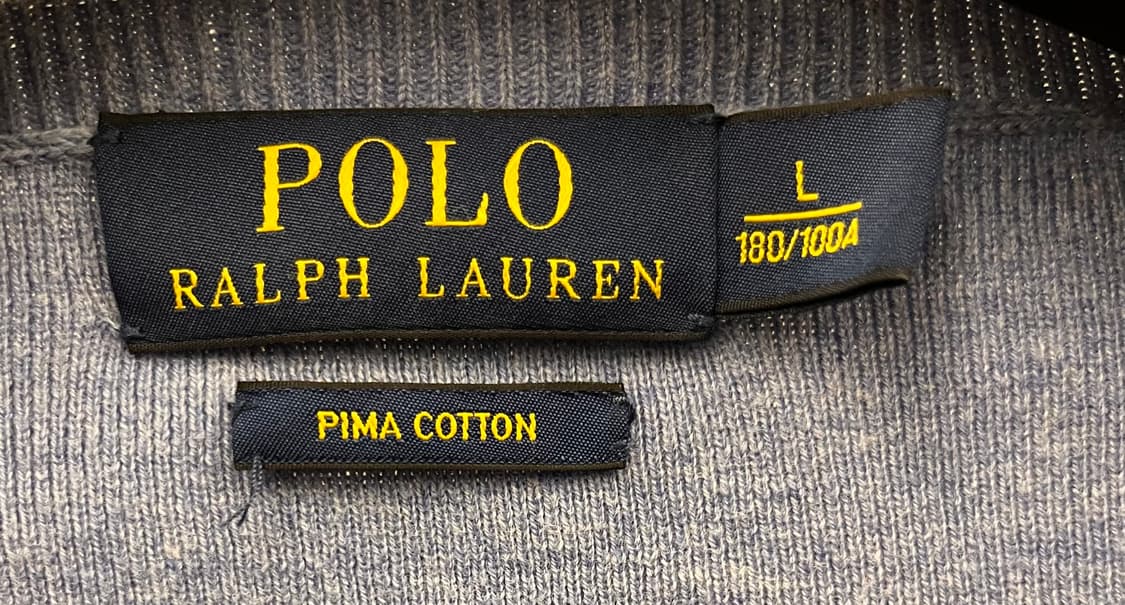 POLO
RALPH LAUREN
L
180/100A
PIMA COTTON